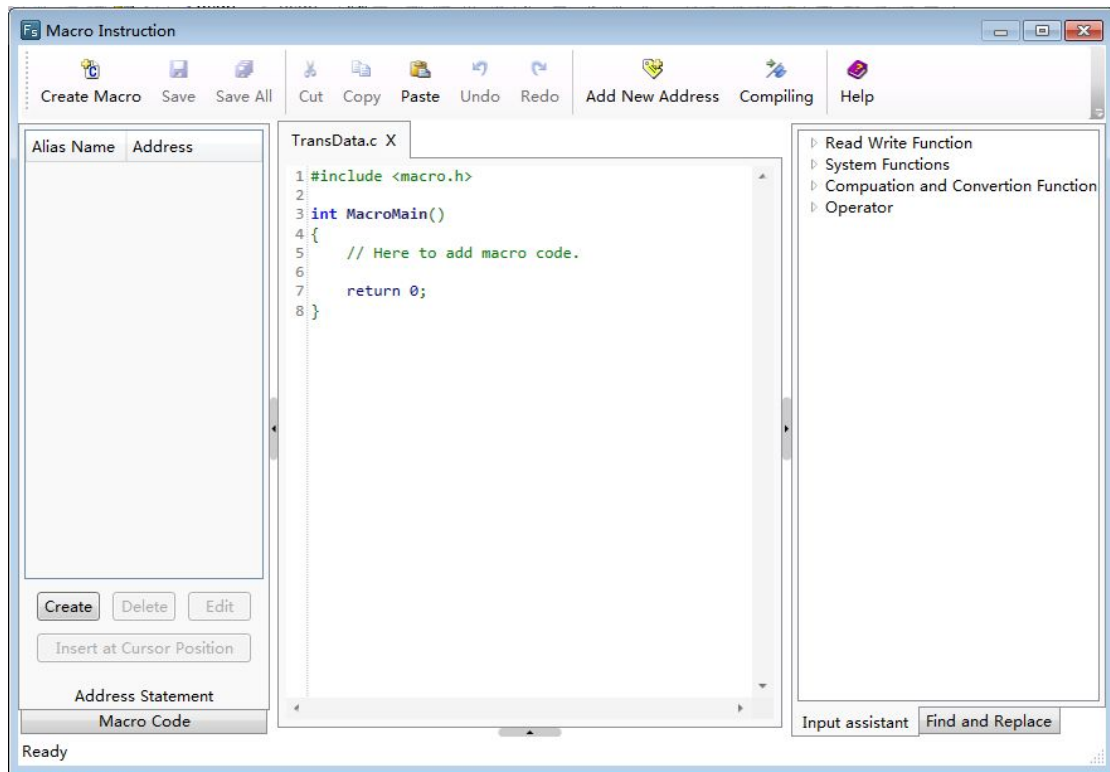 Fs Macro Instruction
Create Macro Save Save All Cut Copy Paste Undo Redo Add New Address Compiling Help
Alias Name Address
TransData.c X
1 #include <macro.h>
2
3 int MacroMain()
4 {
5 // Here to add macro code.
6
7 return 0;
8 }
Read Write Function
System Functions
Compuation and Convertion Function
Operator
Create Delete Edit
Insert at Cursor Position
Address Statement
Macro Code
Input assistant Find and Replace
Ready